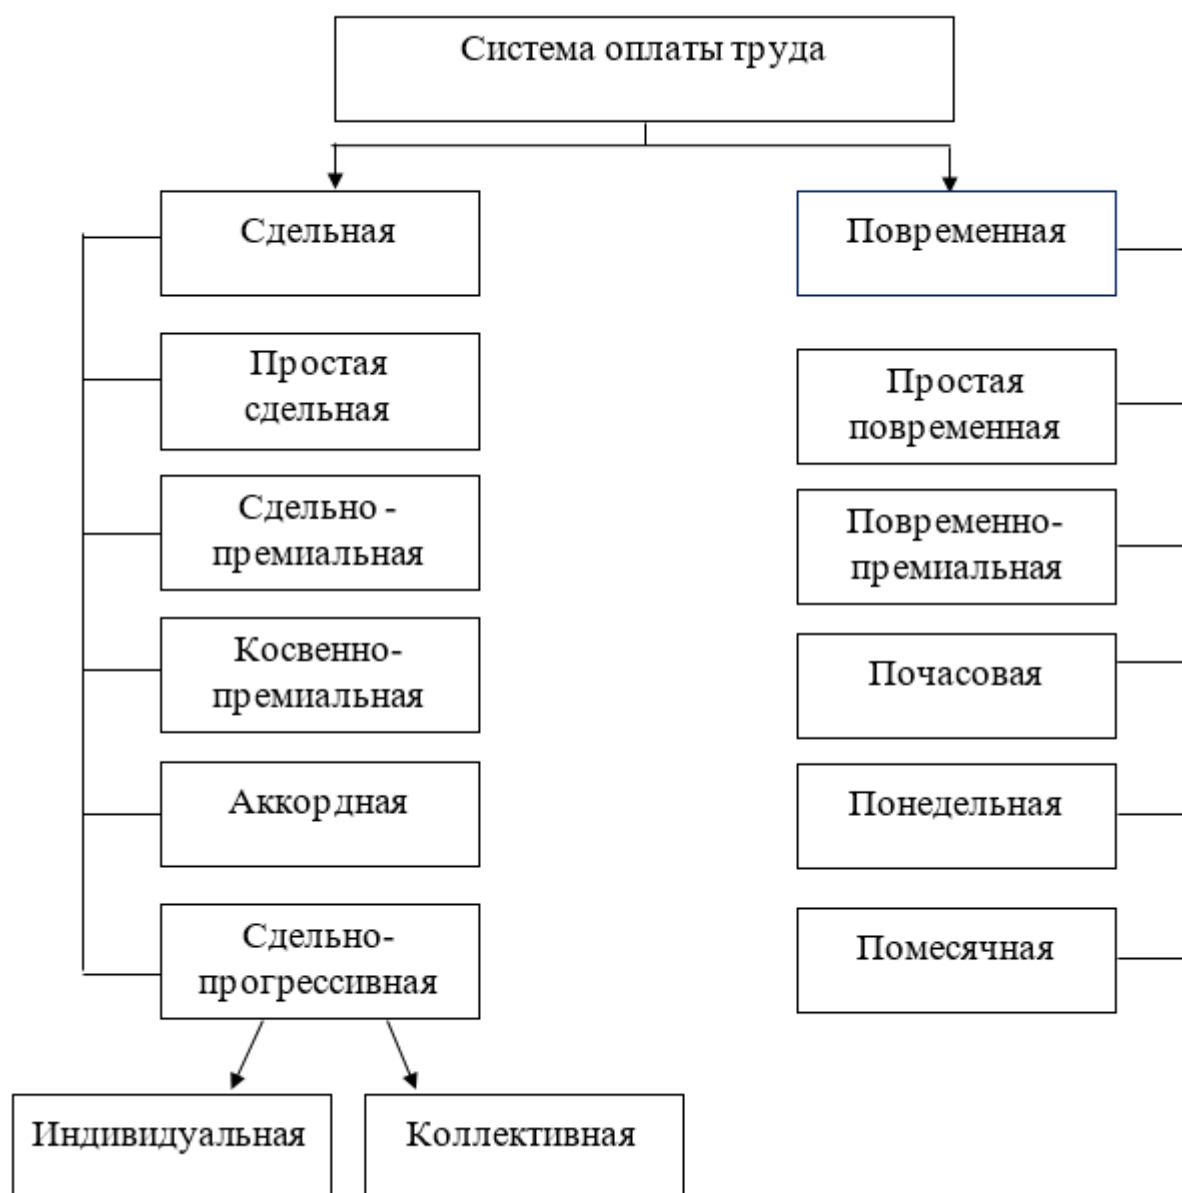 Система оплаты труда
Сдельная
Повременная
Простая
сдельная
Простая
повременная
Сдельно -
премиальная
Повременно-
премиальная
Косвенно-
премиальная
Почасовая
Аккордная
Понедельная
Сдельно-
прогрессивная
Помесячная
Индивидуальная
Коллективная